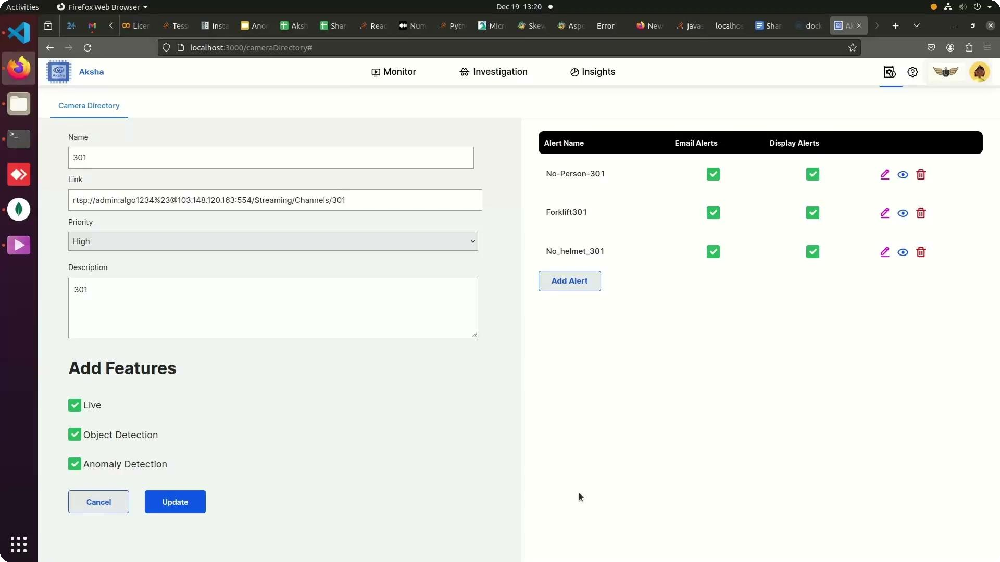 Activities Firefox Web Browser Dec 19 13:20
24 Licer Tess Insta Anor Aksh Shar Reac Num Pyth Micr Skew Aspo Error New javas localhos Shar dock Ak
localhost:3000/cameraDirectory#
Aksha Aksha Monitor Investigation Insights
Camera Directory
Name
301
Link
rtsp://admin:algo1234%23@103.148.120.163:554/Streaming/Channels/301
Priority
High
Description
301
Add Features
Live
Object Detection
Anomaly Detection
Cancel Update
Alert Name Email Alerts Display Alerts
No-Person-301
Forklift301
No_helmet_301
Add Alert